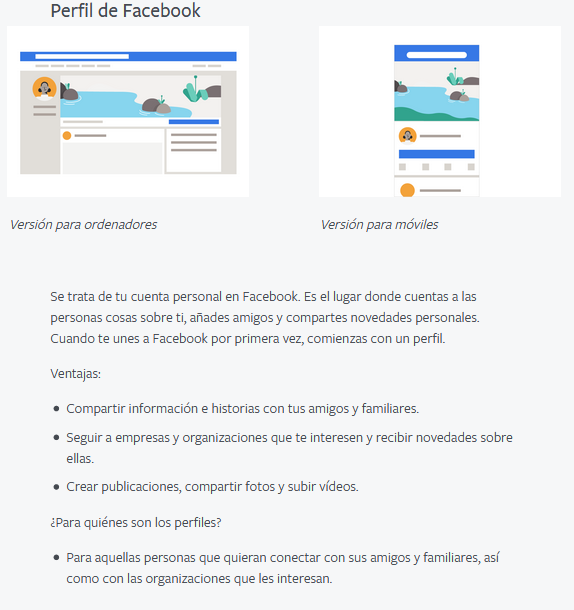 Perfil de Facebook
Versión para ordenadores
Versión para móviles
Se trata de tu cuenta personal en Facebook. Es el lugar donde cuentas a las
personas cosas sobre ti, añades amigos y compartes novedades personales.
Cuando te unes a Facebook por primera vez, comienzas con un perfil.
Ventajas:
• Compartir información e historias con tus amigos y familiares.
• Seguir a empresas y organizaciones que te interesen y recibir novedades sobre
ellas.
• Crear publicaciones, compartir fotos y subir vídeos.
¿Para quiénes son los perfiles?
• Para aquellas personas que quieran conectar con sus amigos y familiares, así
como con las organizaciones que les interesan.